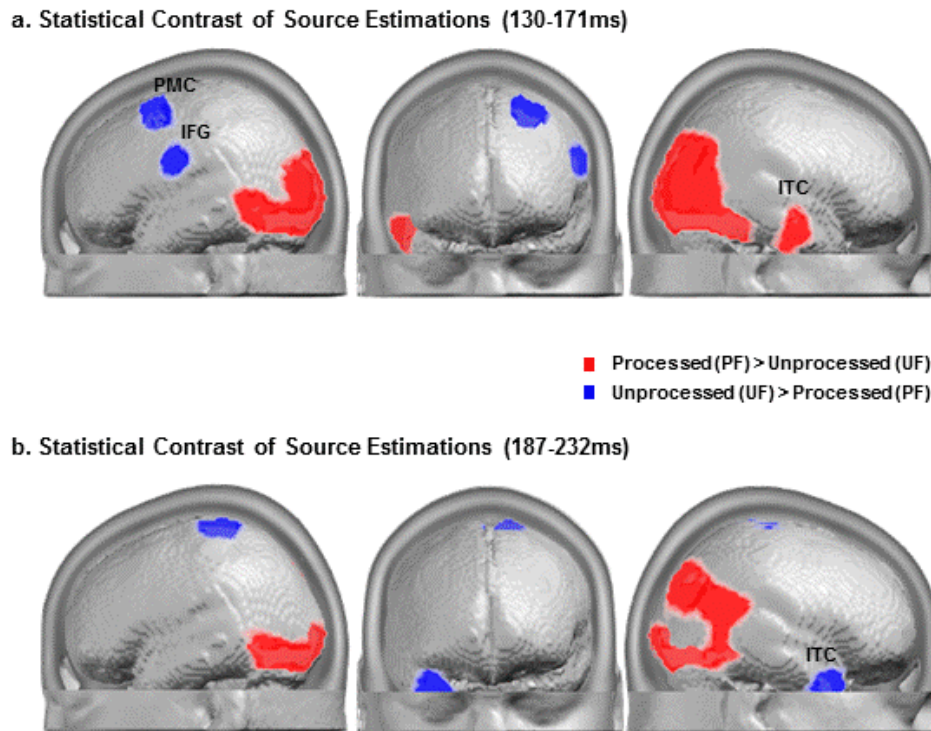 a. Statistical Contrast of Source Estimations (130-171ms)
PMC
IFG
ITC
Processed(PF)>Unprocessed(UF)
Unprocessed(UF)>Processed(PF)
b. Statistical Contrast of Source Estimations (187-232ms)
ITC